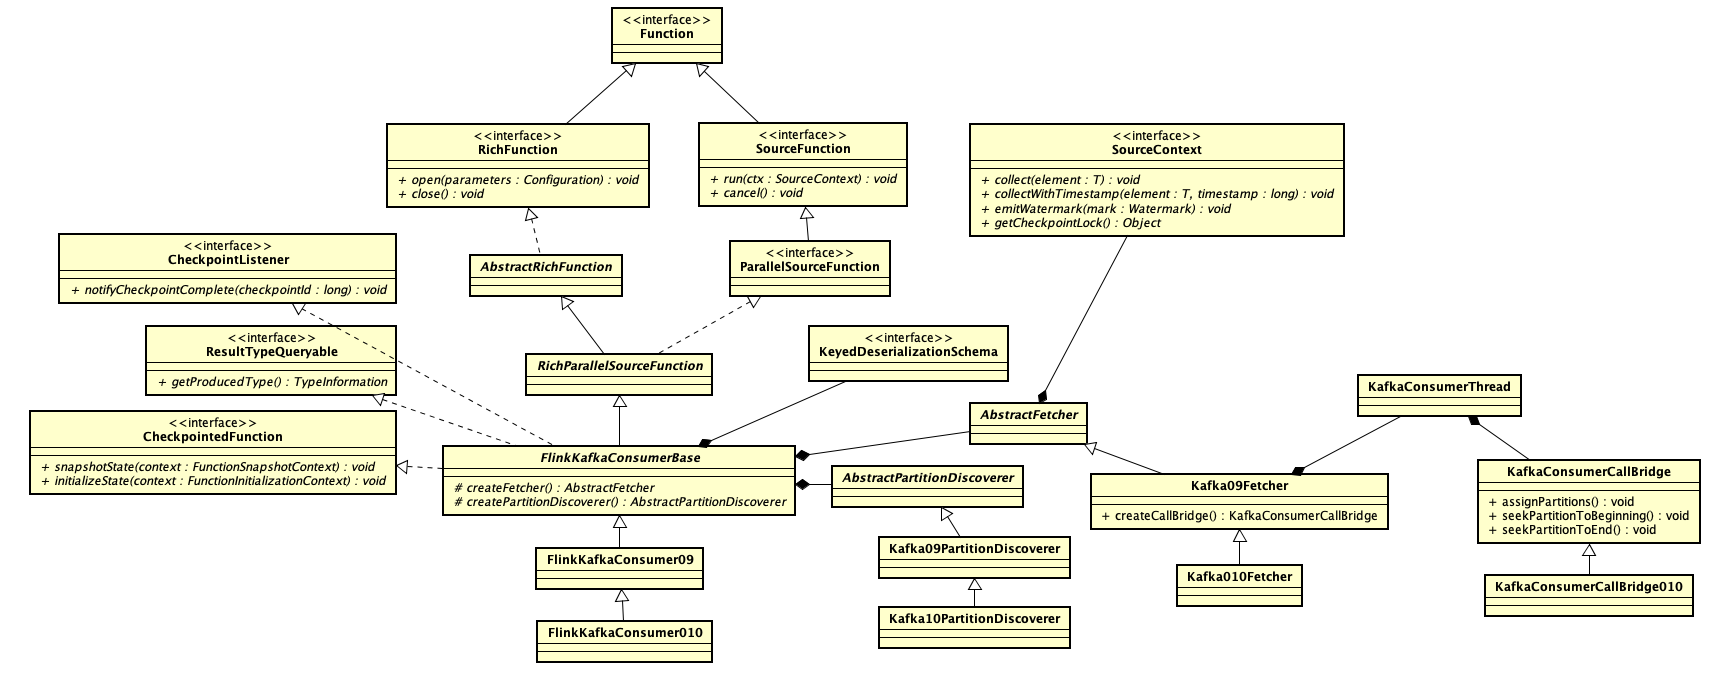 <<interface>>
Function
<<interface>>
RichFunction
+ open(parameters : Configuration) : void
+ close() : void
<<interface>>
SourceFunction
+ run(ctx : SourceContext) : void
+ cancel() : void
<<interface>>
SourceContext
+ collect(element : T) : void
+ collectWithTimestamp(element : T, timestamp : long) : void
+ emitWatermark(mark : Watermark) : void
+ getCheckpointLock() : Object
<<interface>>
CheckpointListener
+ notifyCheckpointComplete(checkpointId : long) : void
AbstractRichFunction
<<interface>>
ParallelSourceFunction
<<interface>>
ResultTypeQueryable
+ getProducedType() : TypeInformation
RichParallelSourceFunction
<<interface>>
KeyedDeserializationSchema
KafkaConsumerThread
<<interface>>
CheckpointedFunction
+ snapshotState(context : FunctionSnapshotContext) : void
+ initializeState(context : FunctionInitializationContext) : void
AbstractFetcher
FlinkKafkaConsumerBase
# createFetcher() : AbstractFetcher
# createPartitionDiscoverer() : AbstractPartitionDiscoverer
AbstractPartitionDiscoverer
Kafka09Fetcher
+ createCallBridge() : KafkaConsumerCallBridge
KafkaConsumerCallBridge
+ assignPartitions() : void
+ seekPartitionToBeginning() : void
+ seekPartitionToEnd() : void
FlinkKafkaConsumer09
Kafka09PartitionDiscoverer
Kafka010Fetcher
KafkaConsumerCallBridge010
FlinkKafkaConsumer010
Kafka10PartitionDiscoverer